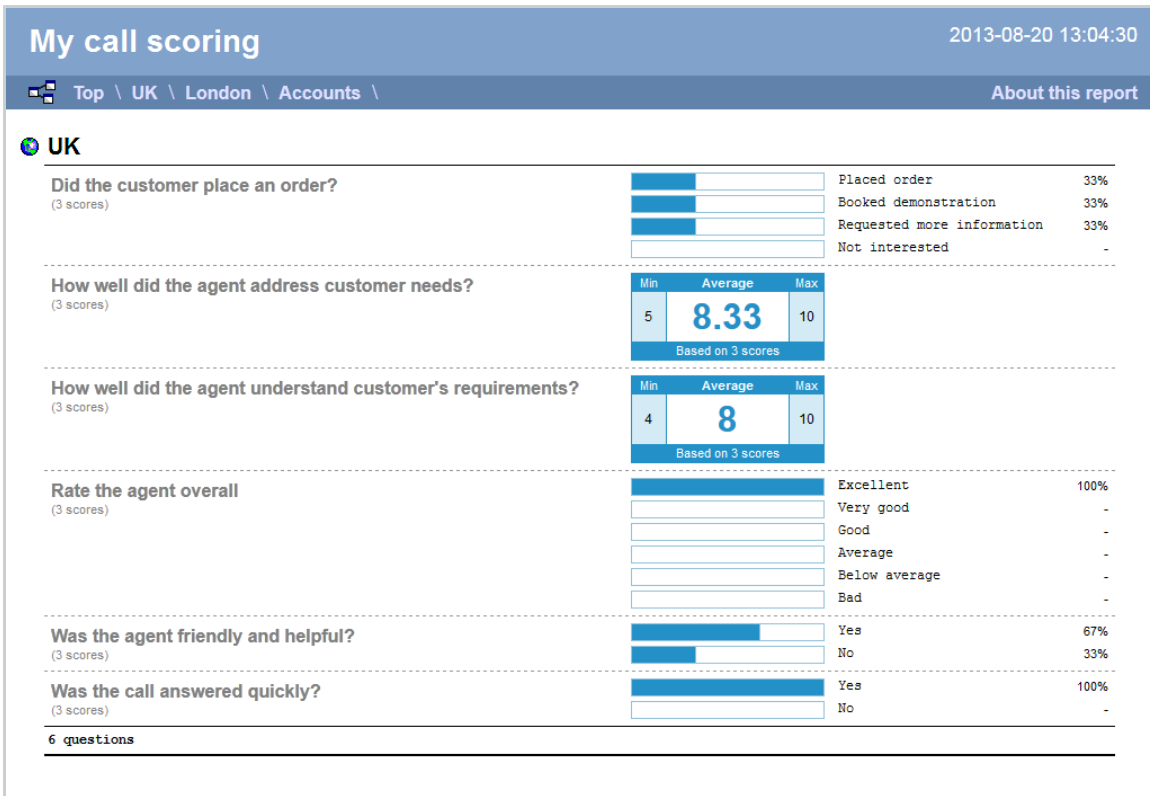 My call scoring 2013-08-20 13:04:30
Top \ UK \ London \ Accounts \ About this report
UK
Did the customer place an order? Placed order 33%
(3 scores) Booked demonstration 33%
Requested more information 33%
Not interested -
How well did the agent address customer needs? Min Average Max
(3 scores) 5 8.33 10
Based on 3 scores
How well did the agent understand customer's requirements? Min Average Max
(3 scores) 4 8 10
Based on 3 scores
Rate the agent overall Excellent 100%
(3 scores) Very good -
Good -
Average -
Below average -
Bad -
Was the agent friendly and helpful? Yes 67%
(3 scores) No 33%
Was the call answered quickly? Yes 100%
(3 scores) No -
6 questions